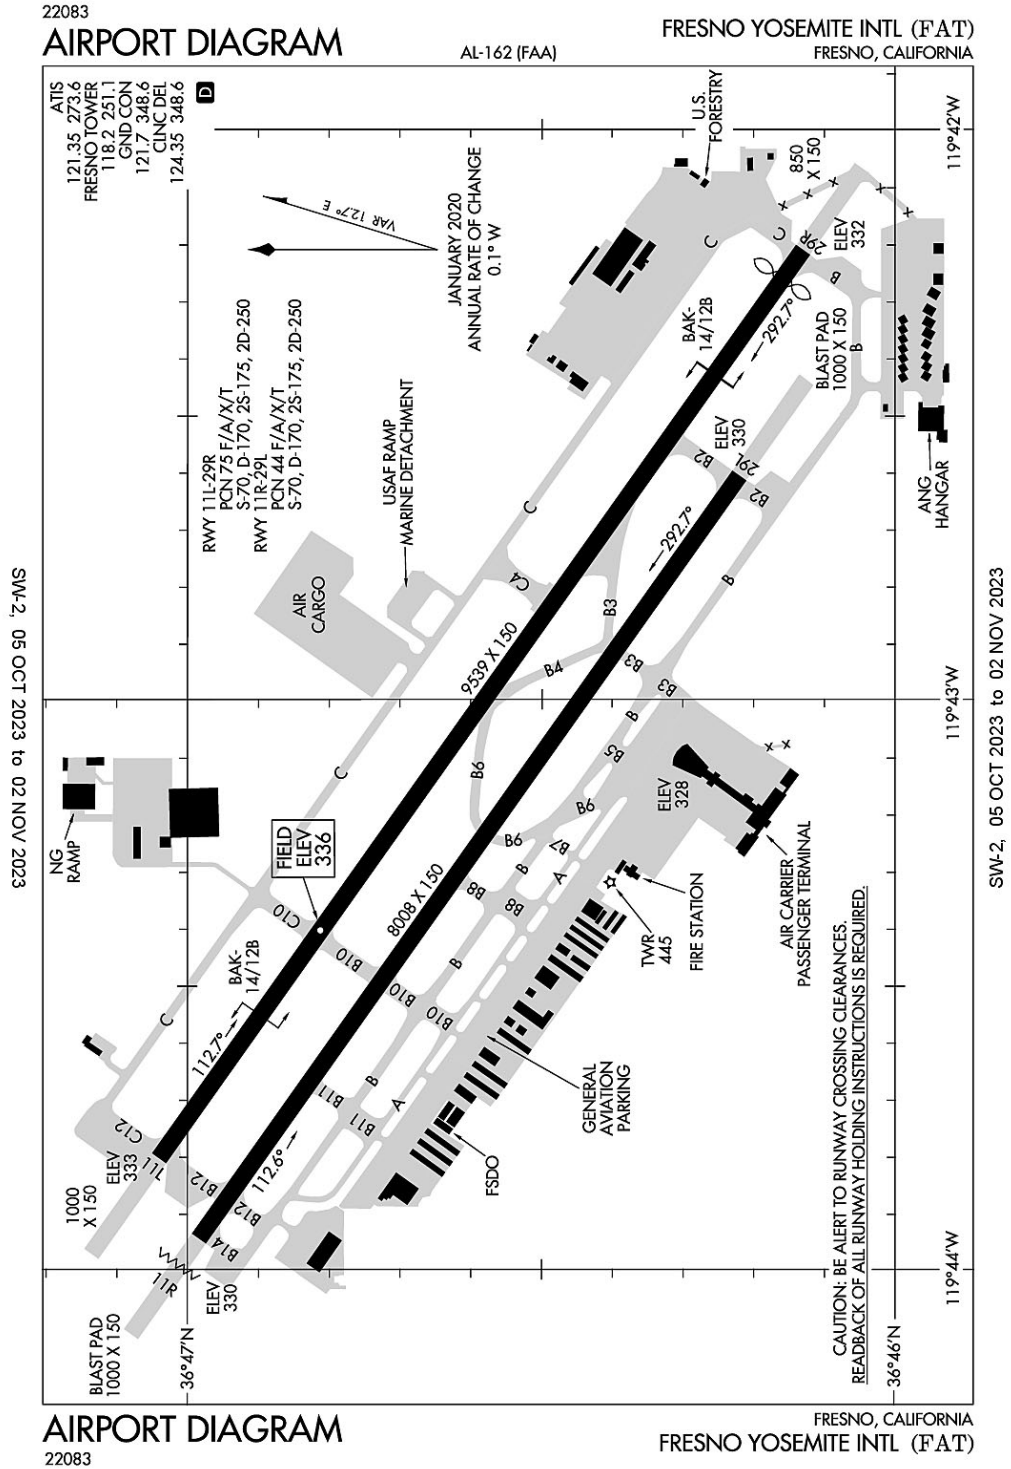 22083
AIRPORT DIAGRAM
AL-162 (FAA)
FRESNO YOSEMITE INTL (FAT)
FRESNO, CALIFORNIA
ATIS
121.35 273.6
FRESNO TOWER
118.2 251.1
GND CON
121.7 348.6
CLNC DEL
124.35 348.6
D
VAR 12.7° E
JANUARY 2020
ANNUAL RATE OF CHANGE
0.1° W
U.S.
FORESTRY
850
X 150
119°42'W
C
C
29R
ELEV
332
B
BLAST PAD
1000 X 150
B
BAK-
14/12B
292.7°
RWY 11L-29R
PCN 75 F/A/X/T
S-70, D-170, 2S-175, 2D-250
RWY 11R-29L
PCN 44 F/A/X/T
S-70, D-170, 2S-175, 2D-250
USAF RAMP
MARINE DETACHMENT
ELEV
330
29L
B2
B2
ANG
HANGAR
C
292.7°
AIR
CARGO
C4
B3
B
9539 X 150
B4
B3
B3
119°43'W
SW-2, 05 OCT 2023 to 02 NOV 2023
SW-2, 05 OCT 2023 to 02 NOV 2023
B
B5
C
B6
ELEV
328
B6
NG
RAMP
FIELD
ELEV
336
B6
B7
B
A
AIR CARRIER
PASSENGER TERMINAL
8008 X 150
B8
B8
FIRE STATION
TWR
445
C10
B10
B
BAK-
14/12B
B10
B10
C
112.7°
B
B11
A
B11
GENERAL
AVIATION
PARKING
C12
FSDO
11L
ELEV
333
B12
112.6°
1000
X 150
B12
B14
11R
ELEV
330
119°44'W
BLAST PAD
1000 X 150
36°47'N
36°46'N
CAUTION: BE ALERT TO RUNWAY CROSSING CLEARANCES.
READBACK OF ALL RUNWAY HOLDING INSTRUCTIONS IS REQUIRED.
AIRPORT DIAGRAM
22083
FRESNO, CALIFORNIA
FRESNO YOSEMITE INTL (FAT)